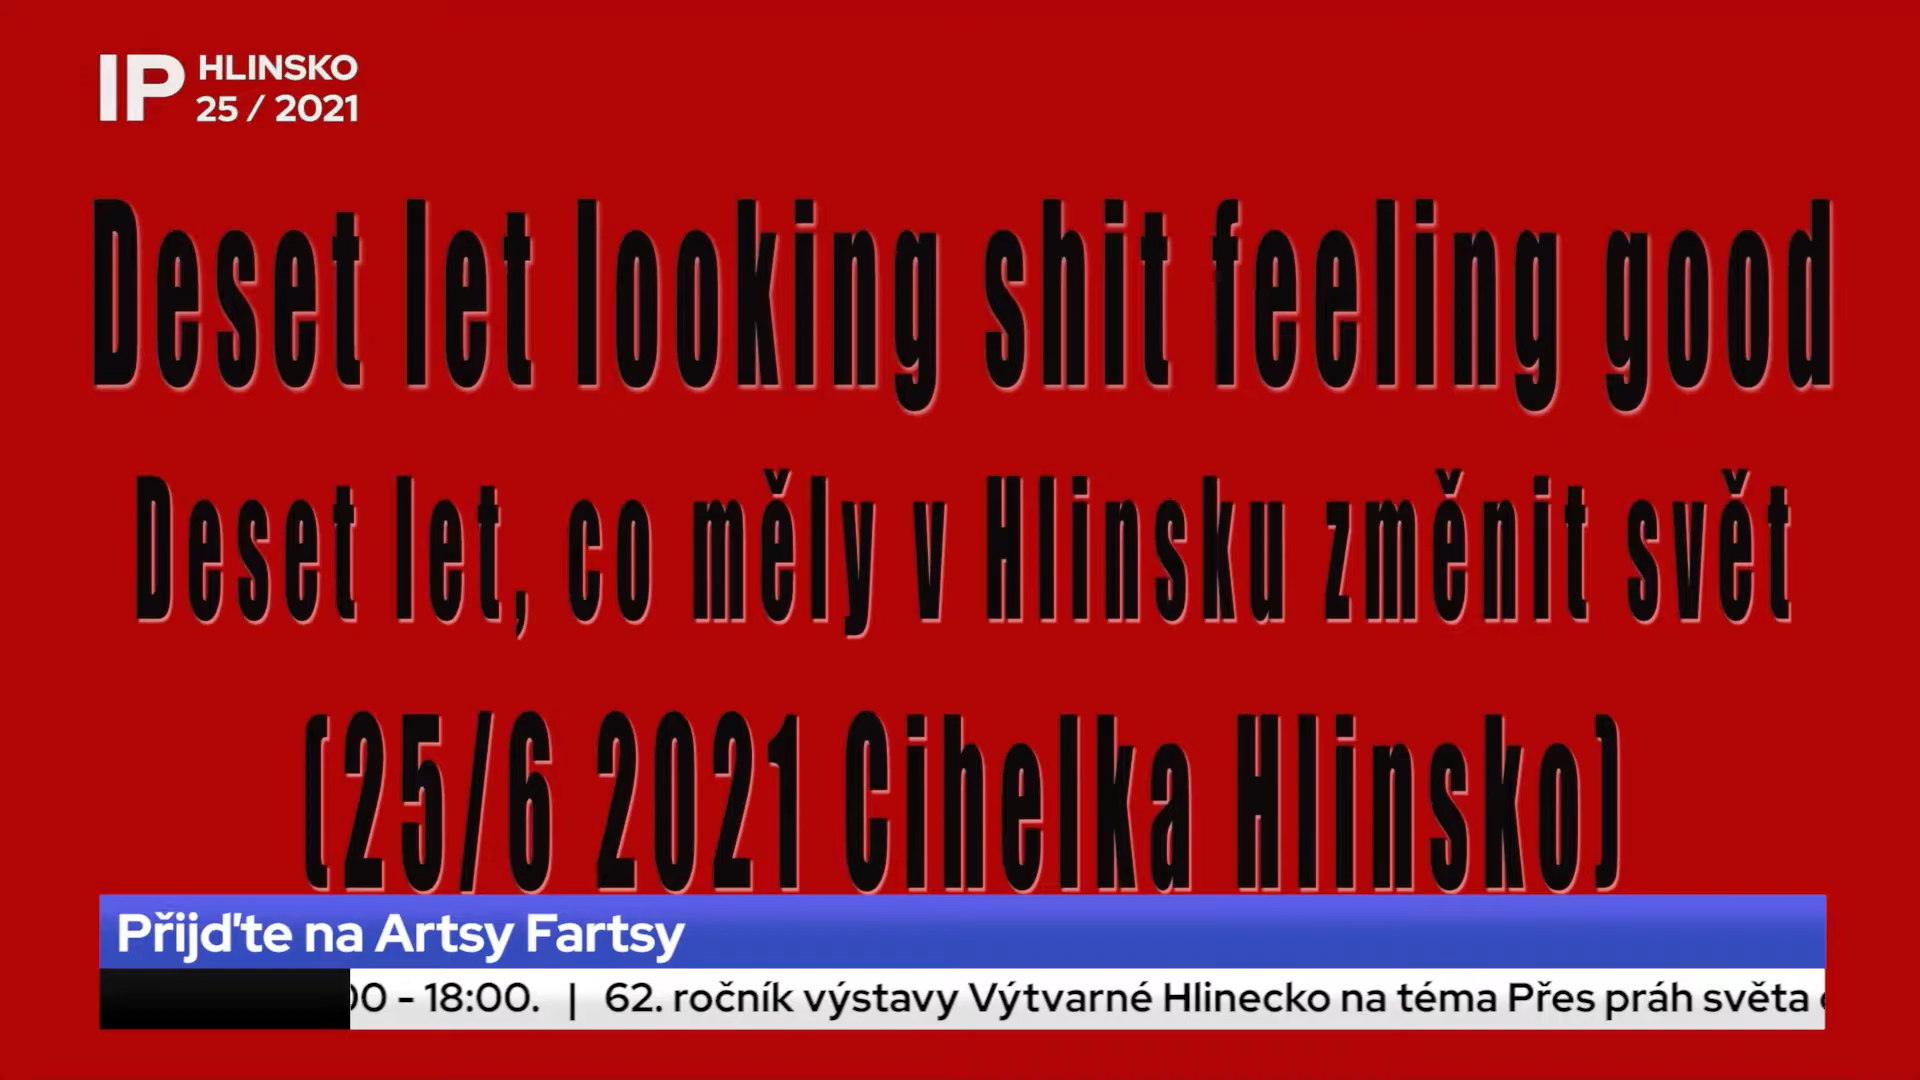 IP HLINSKO
25 / 2021
Deset let looking shit feeling good
Deset let, co měly v Hlinsku změnit svět
(25/6 2021 Cihelka Hlinsko)
Přijďte na Artsy Fartsy
00 - 18:00. | 62. ročník výstavy Výtvarné Hlinecko na téma Přes práh světa